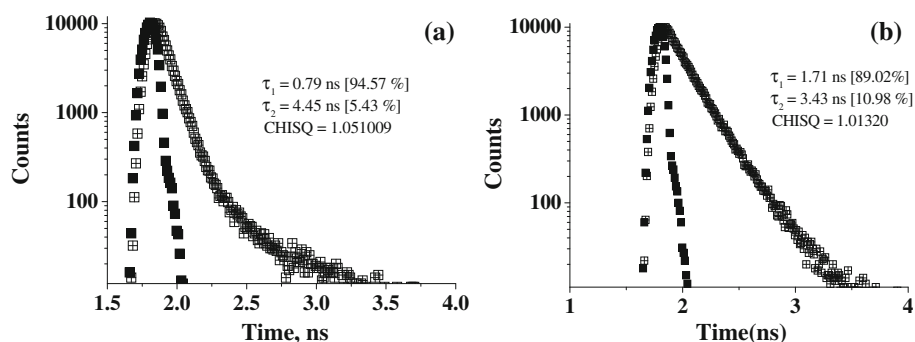 (a)
10000
1000
100
Counts
τ1 = 0.79 ns [94.57 %]
τ2 = 4.45 ns [5.43 %]
CHISQ = 1.051009
1.5 2.0 2.5 3.0 3.5 4.0
Time, ns
(b)
10000
1000
100
Counts
τ1 = 1.71 ns [89.02%]
τ2 = 3.43 ns [10.98 %]
CHISQ = 1.01320
1 2 3 4
Time(ns)